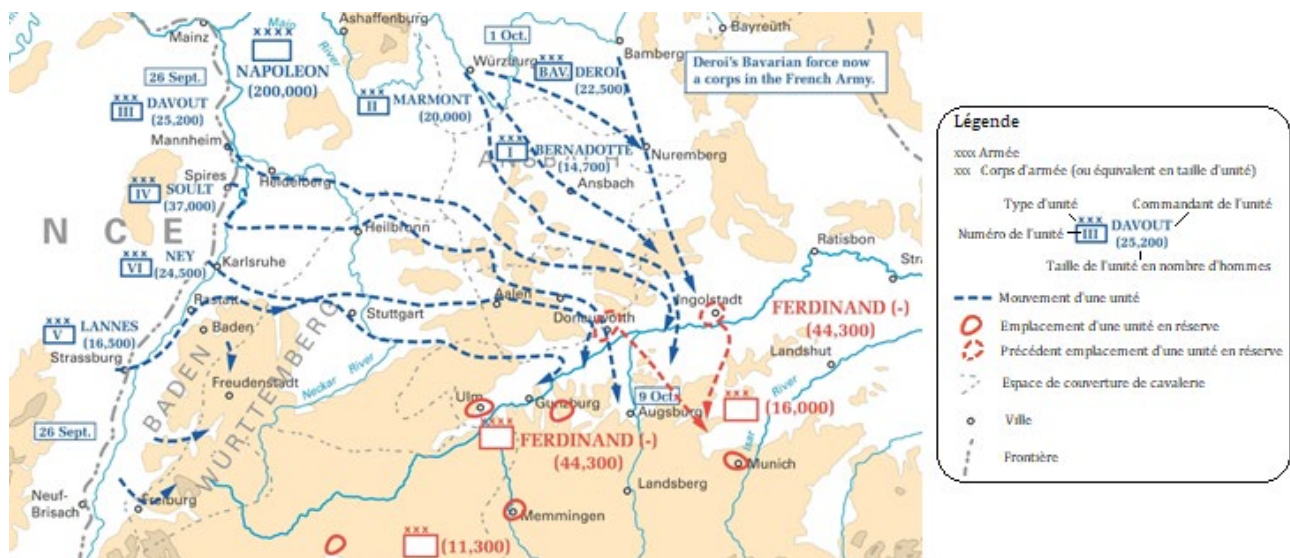 Mainz
Main
River
Ashaffenburg
xxxx
NAPOLEON
(200,000)
1 Oct.
Würzburg
Bamberg
Bayreuth
xxx
BAV. DEROI
(22,500)
Deroi's Bavarian force now
a corps in the French Army.
26 Sept.
xxx
III DAVOUT
(25,200)
Mannheim
xxx
II MARMONT
(20,000)
xxx
I BERNADOTTE
(14,700)
ANSBACH
Nuremberg
Ansbach
Spires
xxx
IV SOULT
(37,000)
Heidelberg
Heilbronn
NCE
xxx
VI NEY
(24,500)
Karlsruhe
Ratisbon
Stra
Rastatt
xxx
V LANNES
(16,500)
Strassburg
Baden
Stuttgart
Aalen
Donauworth
Ingolstadt
FERDINAND (-)
(44,300)
Landshut
BADEN
WÜRTTEMBERG
Freudenstadt
Neckar River
Isar
River
Ulm
Gunzburg
9 Oct.
Augsburg
xxx
(16,000)
26 Sept.
xxxx
FERDINAND (-)
(44,300)
Munich
Neuf-
Brisach
Freiburg
Landsberg
Memmingen
xxx
(11,300)
Légende
xxxx Armée
xxx Corps d'armée (ou équivalent en taille d'unité)
Type d'unité
Commandant de l'unité
Numéro de l'unité
xxx
III DAVOUT
(25,200)
Taille de l'unité en nombre d'hommes
Mouvement d'une unité
Emplacement d'une unité en réserve
Précédent emplacement d'une unité en réserve
Espace de couverture de cavalerie
Ville
Frontière